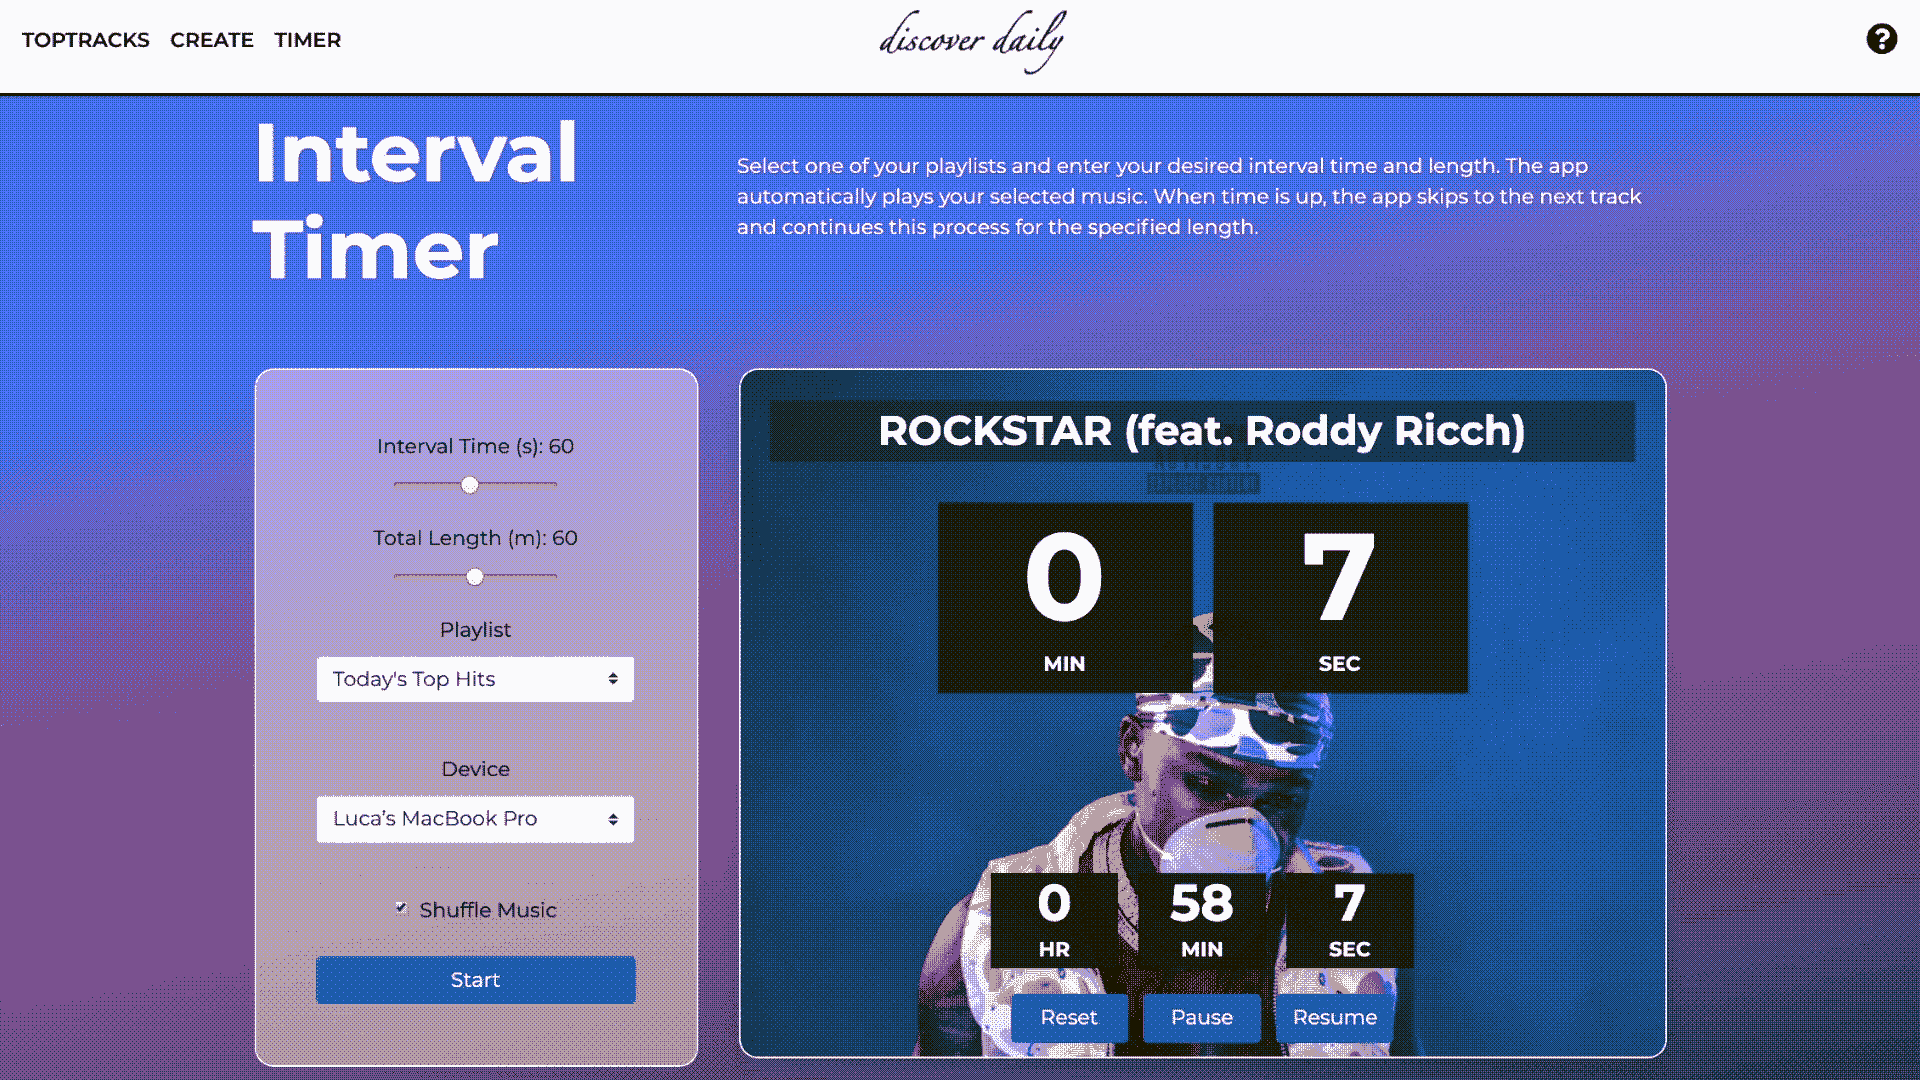 TOPTRACKS CREATE TIMER
discover daily
?
Interval
Timer
Select one of your playlists and enter your desired interval time and length. The app
automatically plays your selected music. When time is up, the app skips to the next track
and continues this process for the specified length.
Interval Time (s): 60
Total Length (m): 60
Playlist
Today's Top Hits
Device
Luca’s MacBook Pro
Shuffle Music
Start
ROCKSTAR (feat. Roddy Ricch)
ADVISORY
0 7
MIN SEC
0 58 7
HR MIN SEC
Reset Pause Resume